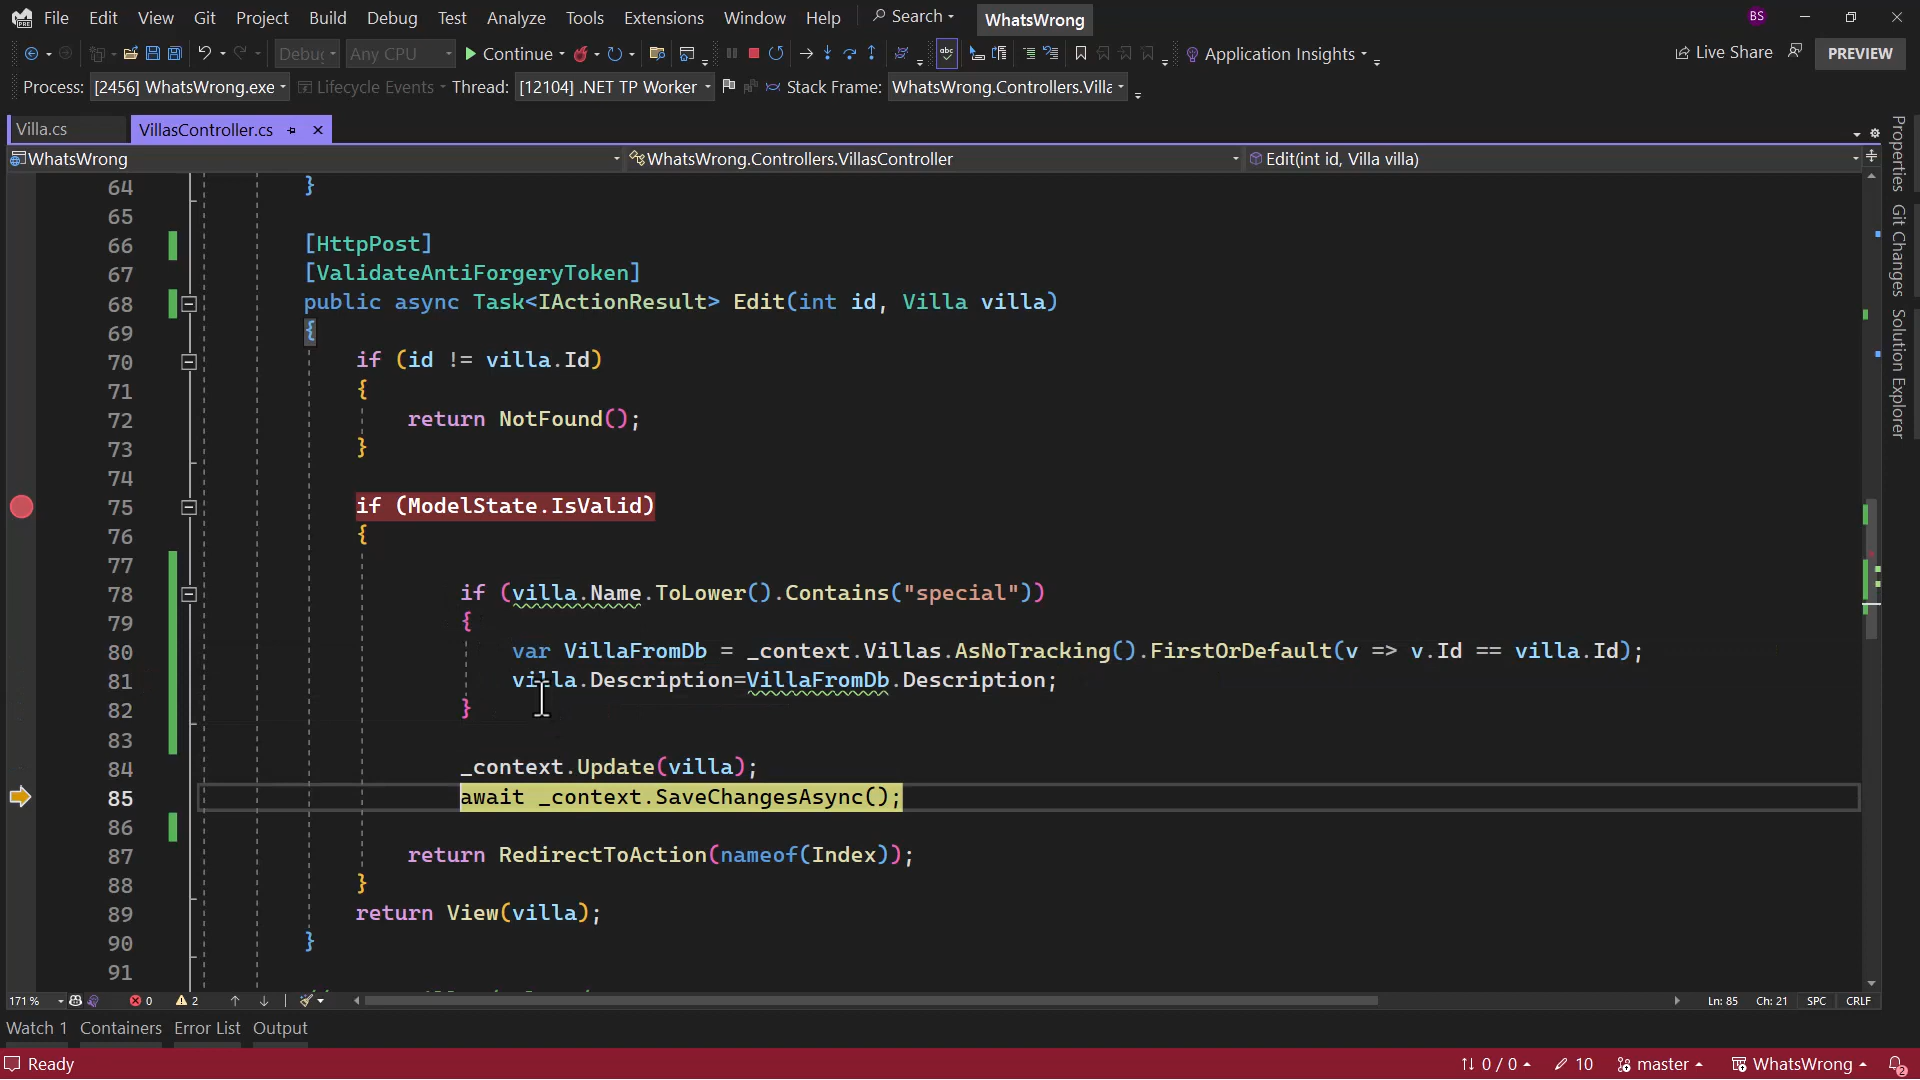 File Edit View Git Project Build Debug Test Analyze Tools Extensions Window Help Search WhatsWrong BS
Debug Any CPU Continue abc Application Insights Live Share PREVIEW
Process: [2456] WhatsWrong.exe Lifecycle Events Thread: [12104] .NET TP Worker Stack Frame: WhatsWrong.Controllers.Villa
Villa.cs VillasController.cs
WhatsWrong WhatsWrong.Controllers.VillasController Edit(int id, Villa villa)
Properties
Git Changes
Solution Explorer
64 }
65
66 [HttpPost]
67 [ValidateAntiForgeryToken]
68 public async Task<IActionResult> Edit(int id, Villa villa)
69 {
70 if (id != villa.Id)
71 {
72 return NotFound();
73 }
74
75 if (ModelState.IsValid)
76 {
77
78 if (villa.Name.ToLower().Contains("special"))
79 {
80 var VillaFromDb = _context.Villas.AsNoTracking().FirstOrDefault(v => v.Id == villa.Id);
81 villa.Description=VillaFromDb.Description;
82 }
83
84 _context.Update(villa);
85 await _context.SaveChangesAsync();
86
87 return RedirectToAction(nameof(Index));
88 }
89 return View(villa);
90 }
91
171 % 0 2 Ln: 85 Ch: 21 SPC CRLF
Watch 1 Containers Error List Output
Ready 0 / 0 10 master WhatsWrong 2